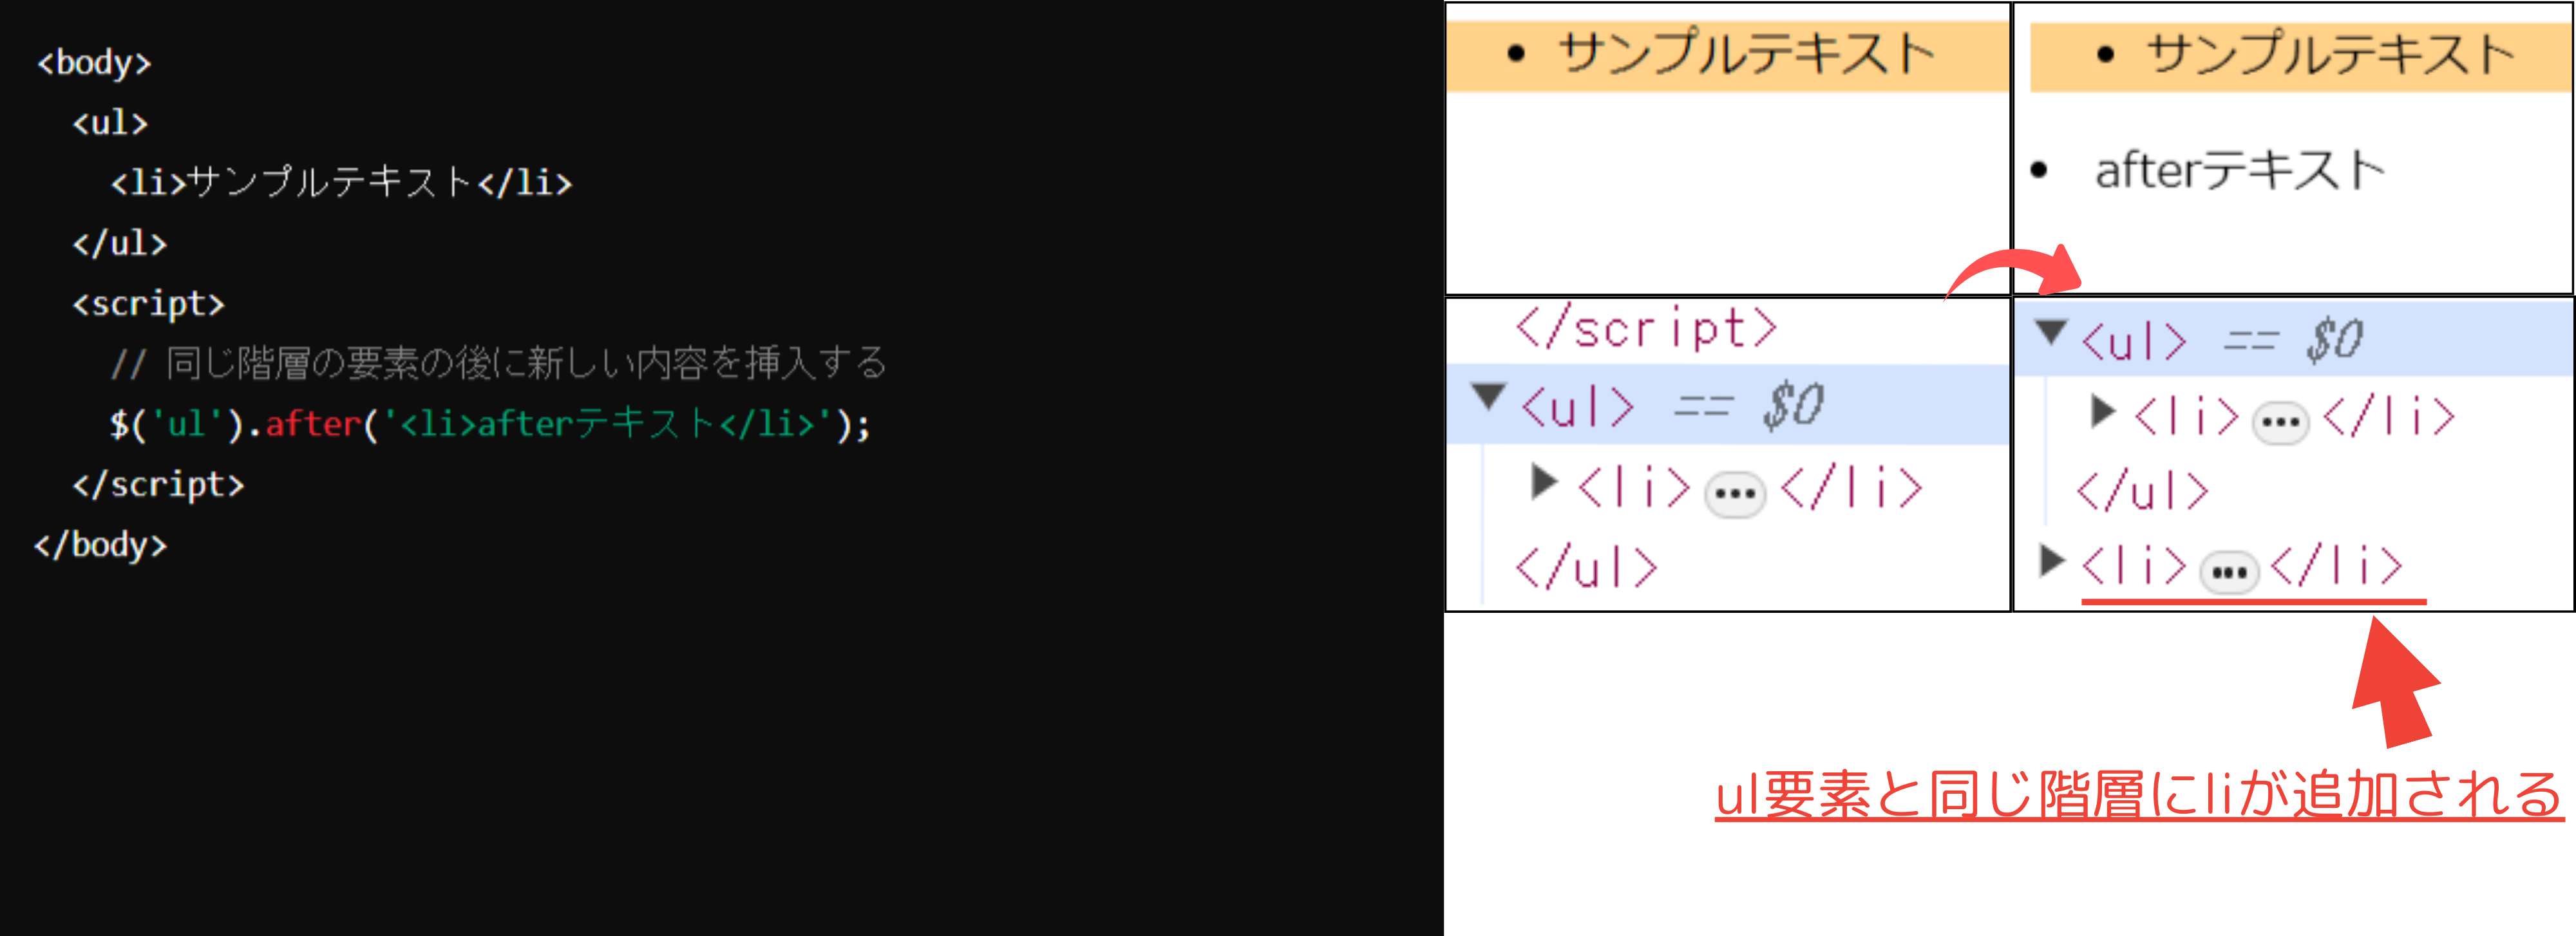 <body>
<ul>
<li>サンプルテキスト</li>
</ul>
<script>
// 同じ階層の要素の後に新しい内容を挿入する
$('ul').after('<li>afterテキスト</li>');
</script>
</body>
• サンプルテキスト
• サンプルテキスト
• afterテキスト
</script>
▼<ul> == $0
▶<li>…</li>
</ul>
▼<ul> == $0
▶<li>…</li>
</ul>
▶<li>…</li>
ul要素と同じ階層にliが追加される